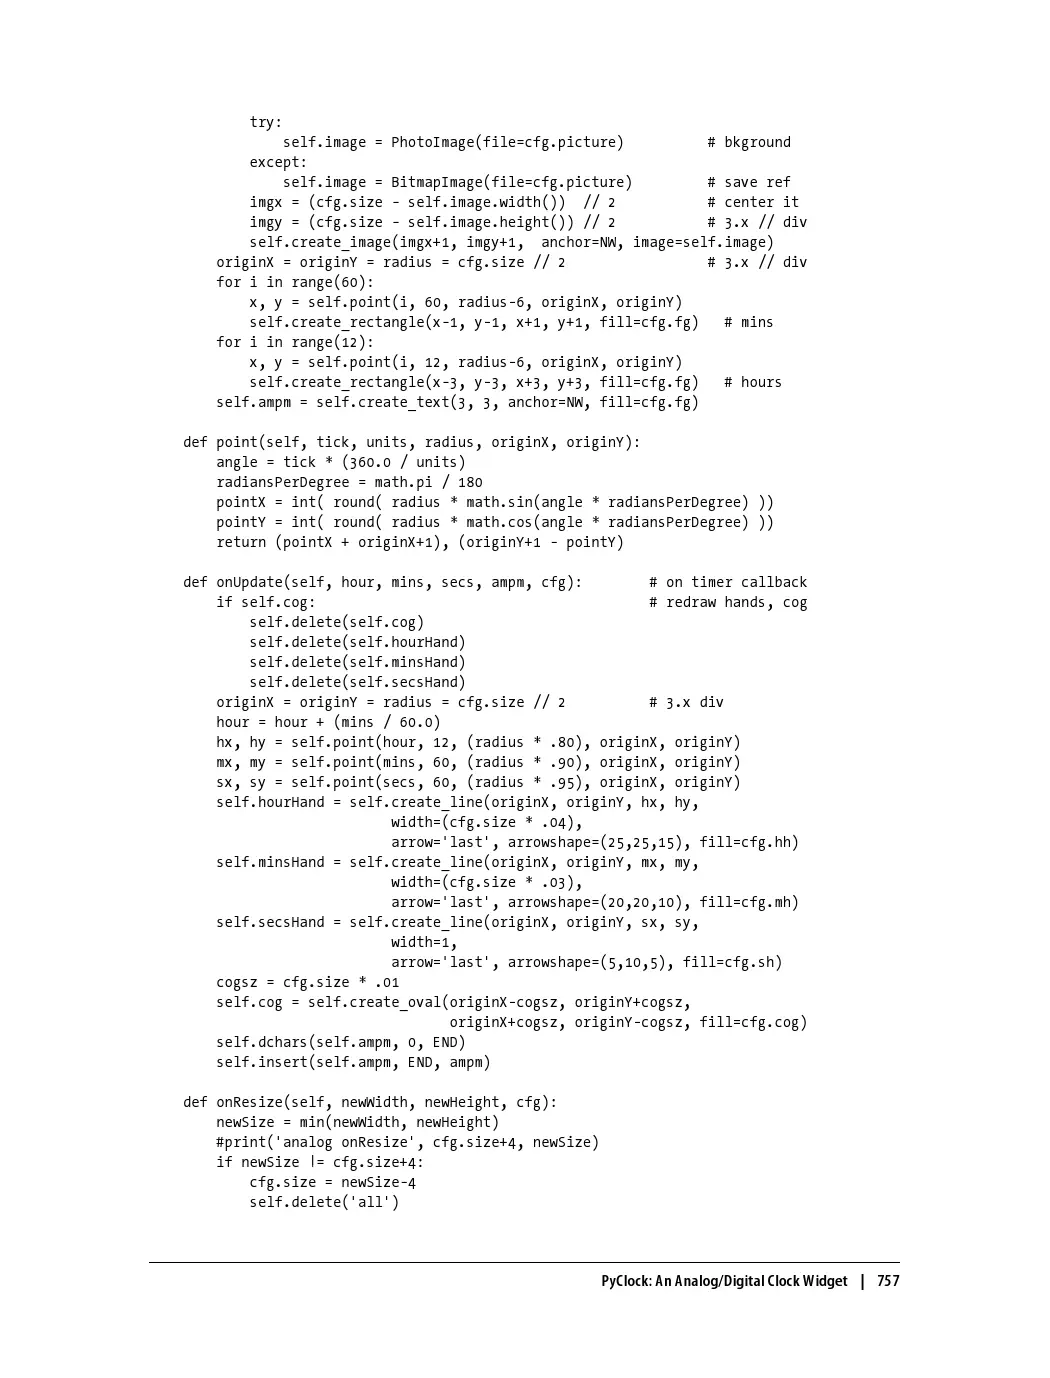 try:
            self.image = PhotoImage(file=cfg.picture)          # bkground
        except:
            self.image = BitmapImage(file=cfg.picture)         # save ref
        imgx = (cfg.size - self.image.width())  // 2           # center it
        imgy = (cfg.size - self.image.height()) // 2           # 3.x // div
        self.create_image(imgx+1, imgy+1,  anchor=NW, image=self.image)
    originX = originY = radius = cfg.size // 2                 # 3.x // div
    for i in range(60):
        x, y = self.point(i, 60, radius-6, originX, originY)
        self.create_rectangle(x-1, y-1, x+1, y+1, fill=cfg.fg)   # mins
    for i in range(12):
        x, y = self.point(i, 12, radius-6, originX, originY)
        self.create_rectangle(x-3, y-3, x+3, y+3, fill=cfg.fg)   # hours
    self.ampm = self.create_text(3, 3, anchor=NW, fill=cfg.fg)

def point(self, tick, units, radius, originX, originY):
    angle = tick * (360.0 / units)
    radiansPerDegree = math.pi / 180
    pointX = int( round( radius * math.sin(angle * radiansPerDegree) ))
    pointY = int( round( radius * math.cos(angle * radiansPerDegree) ))
    return (pointX + originX+1), (originY+1 - pointY)

def onUpdate(self, hour, mins, secs, ampm, cfg):        # on timer callback
    if self.cog:                                        # redraw hands, cog
        self.delete(self.cog)
        self.delete(self.hourHand)
        self.delete(self.minsHand)
        self.delete(self.secsHand)
    originX = originY = radius = cfg.size // 2          # 3.x div
    hour = hour + (mins / 60.0)
    hx, hy = self.point(hour, 12, (radius * .80), originX, originY)
    mx, my = self.point(mins, 60, (radius * .90), originX, originY)
    sx, sy = self.point(secs, 60, (radius * .95), originX, originY)
    self.hourHand = self.create_line(originX, originY, hx, hy,
                         width=(cfg.size * .04),
                         arrow='last', arrowshape=(25,25,15), fill=cfg.hh)
    self.minsHand = self.create_line(originX, originY, mx, my,
                         width=(cfg.size * .03),
                         arrow='last', arrowshape=(20,20,10), fill=cfg.mh)
    self.secsHand = self.create_line(originX, originY, sx, sy,
                         width=1,
                         arrow='last', arrowshape=(5,10,5), fill=cfg.sh)
    cogsz = cfg.size * .01
    self.cog = self.create_oval(originX-cogsz, originY+cogsz,
                                originX+cogsz, originY-cogsz, fill=cfg.cog)
    self.dchars(self.ampm, 0, END)
    self.insert(self.ampm, END, ampm)

def onResize(self, newWidth, newHeight, cfg):
    newSize = min(newWidth, newHeight)
    #print('analog onResize', cfg.size+4, newSize)
    if newSize |= cfg.size+4:
        cfg.size = newSize-4
        self.delete('all')

PyClock: An Analog/Digital Clock Widget | 757